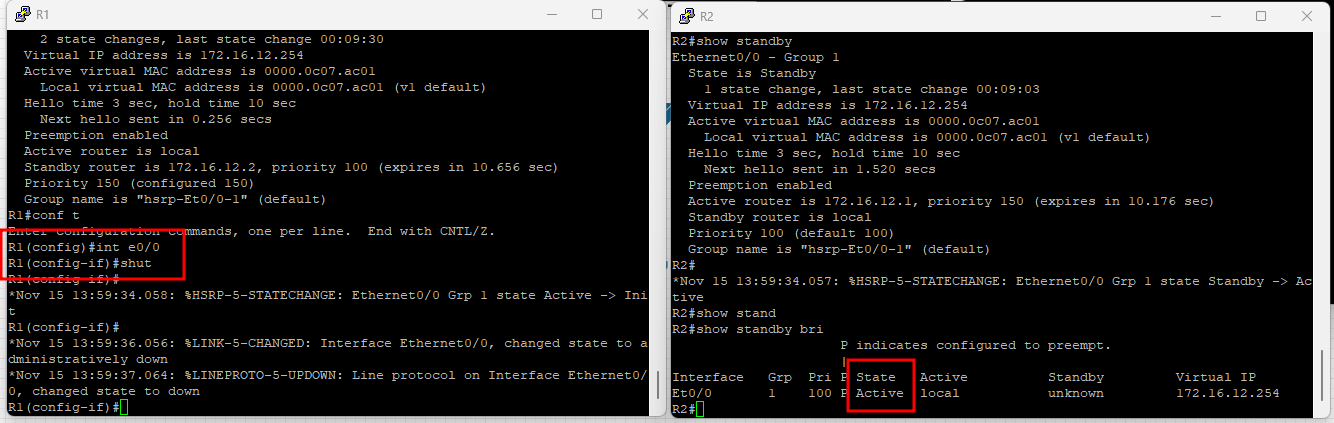 R1
2 state changes, last state change 00:09:30
Virtual IP address is 172.16.12.254
Active virtual MAC address is 0000.0c07.ac01
Local virtual MAC address is 0000.0c07.ac01 (v1 default)
Hello time 3 sec, hold time 10 sec
Next hello sent in 0.256 secs
Preemption enabled
Active router is local
Standby router is 172.16.12.2, priority 100 (expires in 10.656 sec)
Priority 150 (configured 150)
Group name is "hsrp-Et0/0-1" (default)
R1#conf t
Enter configuration commands, one per line.  End with CNTL/Z.
R1(config)#int e0/0
R1(config-if)#shut
R1(config-if)#
*Nov 15 13:59:34.058: %HSRP-5-STATECHANGE: Ethernet0/0 Grp 1 state Active -> Ini
t
R1(config-if)#
*Nov 15 13:59:36.056: %LINK-5-CHANGED: Interface Ethernet0/0, changed state to a
dministratively down
*Nov 15 13:59:37.064: %LINEPROTO-5-UPDOWN: Line protocol on Interface Ethernet0/
0, changed state to down
R1(config-if)#
R2
R2#show standby
Ethernet0/0 - Group 1
State is Standby
1 state change, last state change 00:09:03
Virtual IP address is 172.16.12.254
Active virtual MAC address is 0000.0c07.ac01
Local virtual MAC address is 0000.0c07.ac01 (v1 default)
Hello time 3 sec, hold time 10 sec
Next hello sent in 1.520 secs
Preemption enabled
Active router is 172.16.12.1, priority 150 (expires in 10.176 sec)
Standby router is local
Priority 100 (default 100)
Group name is "hsrp-Et0/0-1" (default)
R2#
*Nov 15 13:59:34.057: %HSRP-5-STATECHANGE: Ethernet0/0 Grp 1 state Standby -> Ac
tive
R2#show stand
R2#show standby bri
P indicates configured to preempt.
|
Interface   Grp  Pri P State   Active          Standby         Virtual IP
Et0/0       1    100 P Active  local           unknown         172.16.12.254
R2#